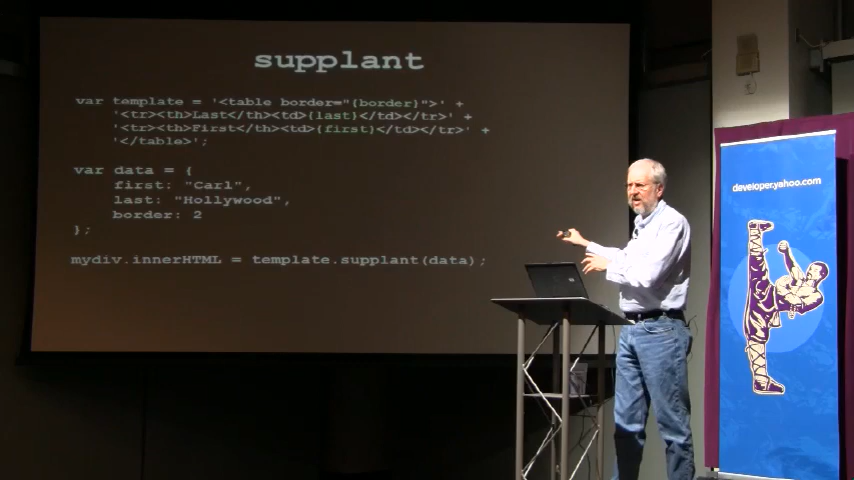 supplant
var template = '<table border="{border}">' +
'<tr><th>Last</th><td>{last}</td></tr>' +
'<tr><th>First</th><td>{first}</td></tr>' +
'</table>';
var data = {
first: "Carl",
last: "Hollywood",
border: 2
};
mydiv.innerHTML = template.supplant(data);
developer.yahoo.com